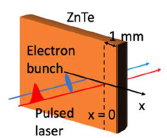 ZnTe
1 mm
Electron
bunch
Pulsed
laser
x = 0
x